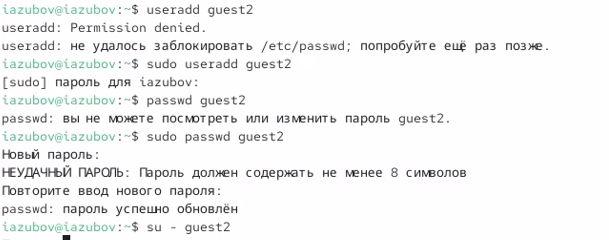 iazubov@iazubov:~$ useradd guest2
useradd: Permission denied.
useradd: не удалось заблокировать /etc/passwd; попробуйте ещё раз позже.
iazubov@iazubov:~$ sudo useradd guest2
[sudo] пароль для iazubov:
iazubov@iazubov:~$ passwd guest2
passwd: вы не можете посмотреть или изменить пароль guest2.
iazubov@iazubov:~$ sudo passwd guest2
Новый пароль:
НЕУДАЧНЫЙ ПАРОЛЬ: Пароль должен содержать не менее 8 символов
Повторите ввод нового пароля:
passwd: пароль успешно обновлён
iazubov@iazubov:~$ su - guest2